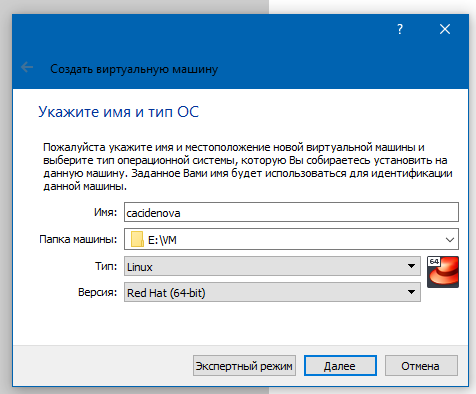 ?
Создать виртуальную машину
Укажите имя и тип ОС
Пожалуйста укажите имя и местоположение новой виртуальной машины и
выберите тип операционной системы, которую Вы собираетесь установить на
данную машину. Заданное Вами имя будет использоваться для идентификации
данной машины.
Имя: cacidenova
Папка машины: E:\VM
Тип: Linux
64
Версия: Red Hat (64-bit)
Экспертный режим Далее Отмена